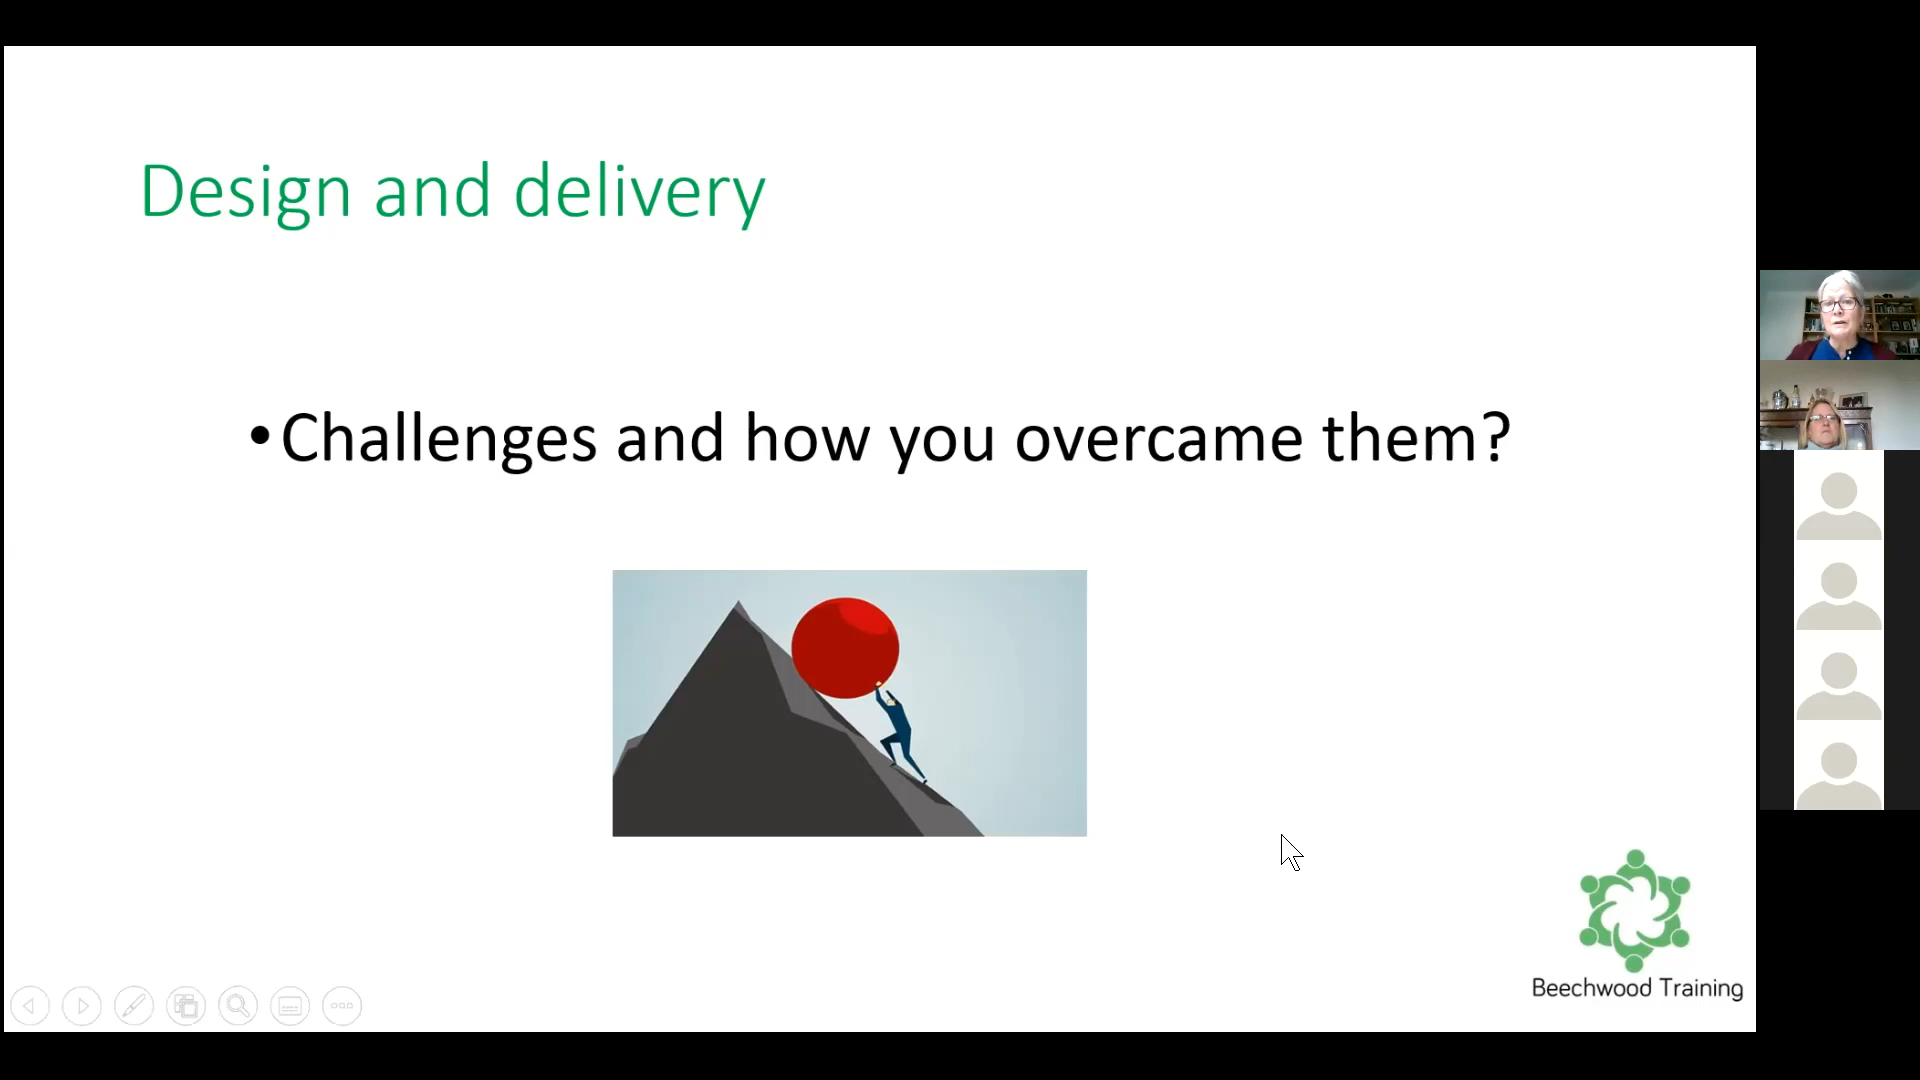 Design and delivery
•Challenges and how you overcame them?
Beechwood Training